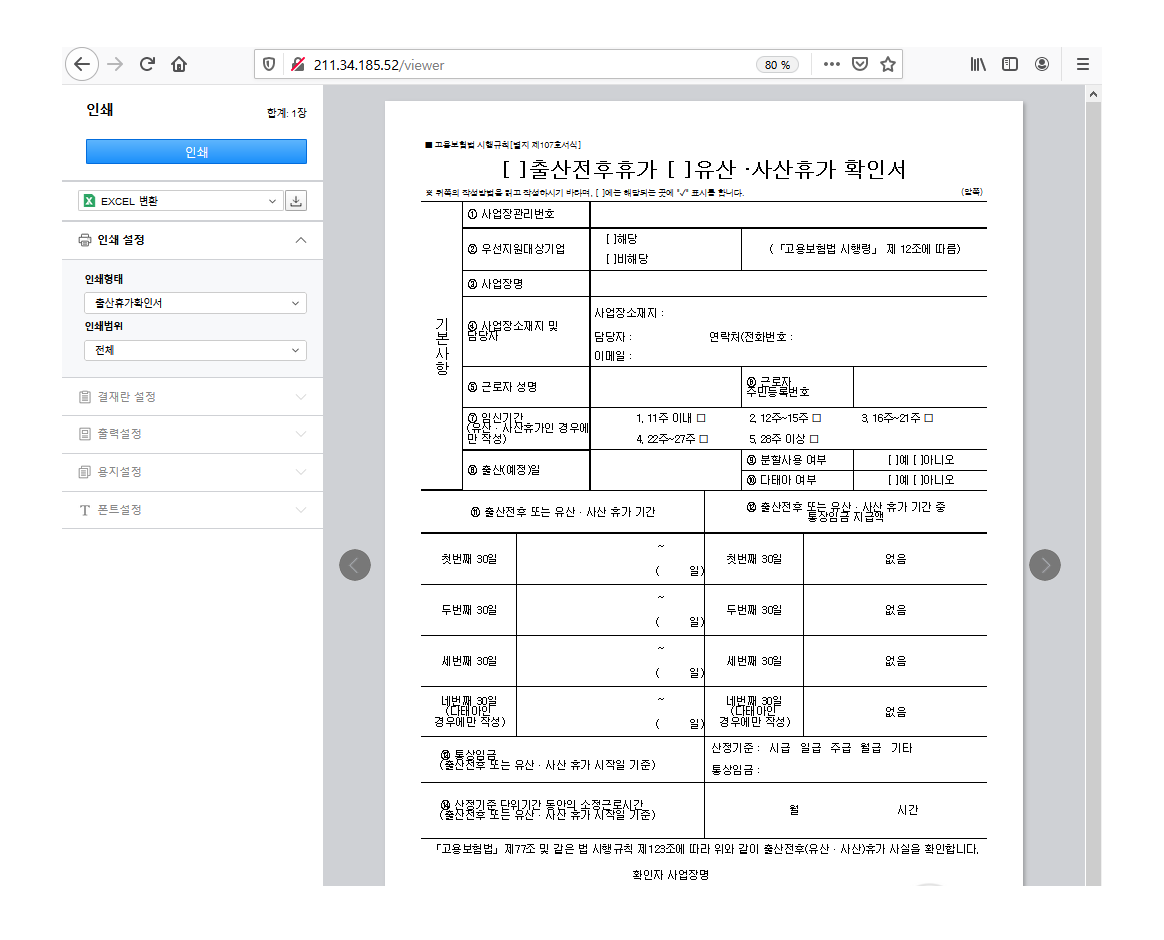 211.34.185.52/viewer
80 %
인쇄
합계: 1장
인쇄
EXCEL 변환
인쇄 설정
인쇄형태
출산휴가확인서
인쇄범위
전체
결재란 설정
출력설정
용지설정
폰트설정
■ 고용보험법 시행규칙[별지 제107호서식]
[ ]출산전후휴가 [ ]유산 ·사산휴가 확인서
※ 뒤쪽의 작성방법을 읽고 작성하시기 바라며, [ ]에는 해당되는 곳에 "√" 표시를 합니다.
(앞쪽)
기본사항
① 사업장관리번호
② 우선지원대상기업
[ ]해당
[ ]비해당
(「고용보험법 시행령」 제 12조에 따름)
③ 사업장명
④ 사업장소재지 및
담당자
사업장소재지 :
담당자 : 연락처(전화번호 :
이메일 :
⑤ 근로자 성명
⑥ 근로자
주민등록번호
⑦ 임신기간
(유산 · 사산휴가인 경우에
만 작성)
1. 11주 이내 □ 2. 12주~15주 □ 3. 16주~21주 □
4. 22주~27주 □ 5. 28주 이상 □
⑧ 출산(예정)일
⑨ 분할사용 여부 [ ]예 [ ]아니오
⑩ 다태아 여부 [ ]예 [ ]아니오
⑪ 출산전후 또는 유산 · 사산 휴가 기간
⑫ 출산전후 또는 유산 · 사산 휴가 기간 중
통상임금 지급액
첫번째 30일
~
( 일)
첫번째 30일
없음
두번째 30일
~
( 일)
두번째 30일
없음
세번째 30일
~
( 일)
세번째 30일
없음
네번째 30일
(다태아인
경우에만 작성)
~
( 일)
네번째 30일
(다태아인
경우에만 작성)
없음
⑬ 통상임금
(출산전후 또는 유산 · 사산 휴가 시작일 기준)
산정기준 : 시급 일급 주급 월급 기타
통상임금 :
⑭ 산정기준 단위기간 동안의 소정근로시간
(출산전후 또는 유산 · 사산 휴가 시작일 기준)
월 시간
「고용보험법」 제77조 및 같은 법 시행규칙 제123조에 따라 위와 같이 출산전후(유산 · 사산)휴가 사실을 확인합니다.
확인자 사업장명